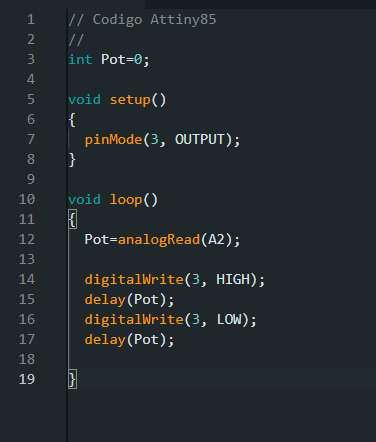 1 // Codigo Attiny85
2 //
3 int Pot=0;
4
5 void setup()
6 {
7 pinMode(3, OUTPUT);
8 }
9
10 void loop()
11 {
12 Pot=analogRead(A2);
13
14 digitalWrite(3, HIGH);
15 delay(Pot);
16 digitalWrite(3, LOW);
17 delay(Pot);
18
19 }